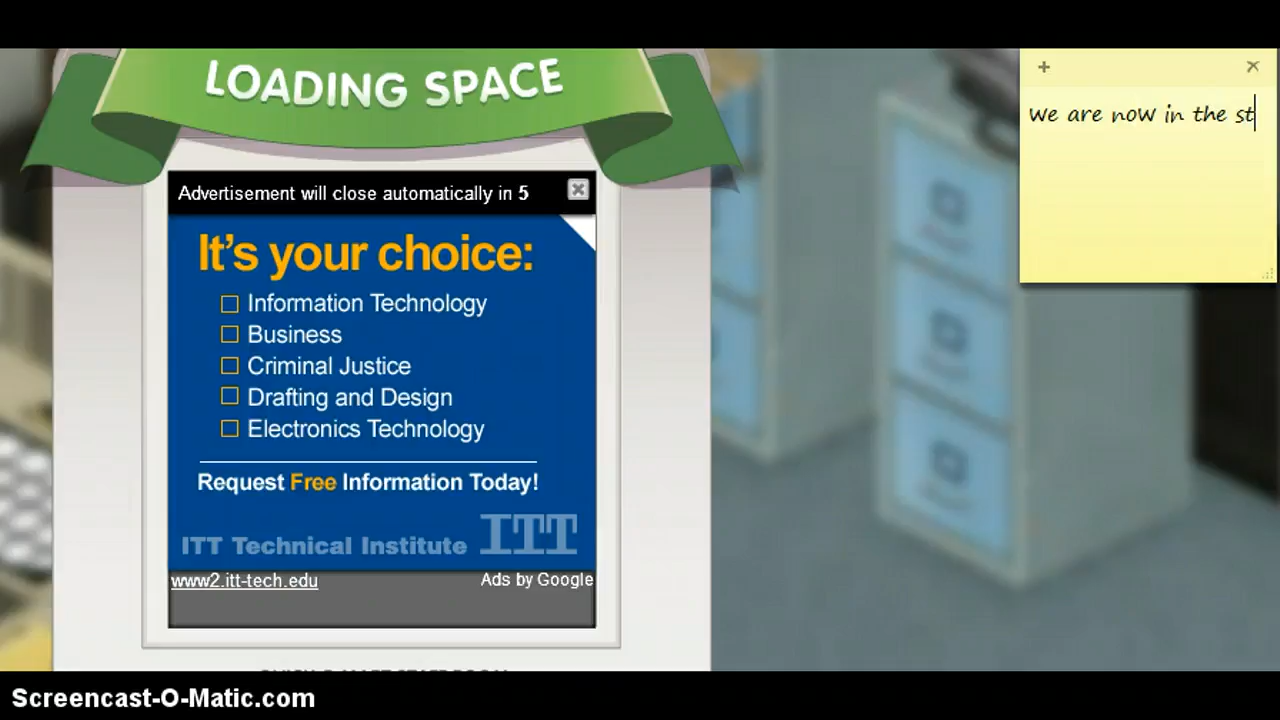 LOADING SPACE
we are now in the st
Advertisement will close automatically in 5
It's your choice:
Information Technology
Business
Criminal Justice
Drafting and Design
Electronics Technology
Request Free Information Today!
ITT Technical Institute ITT
www2.itt-tech.edu Ads by Google
Screencast-O-Matic.com